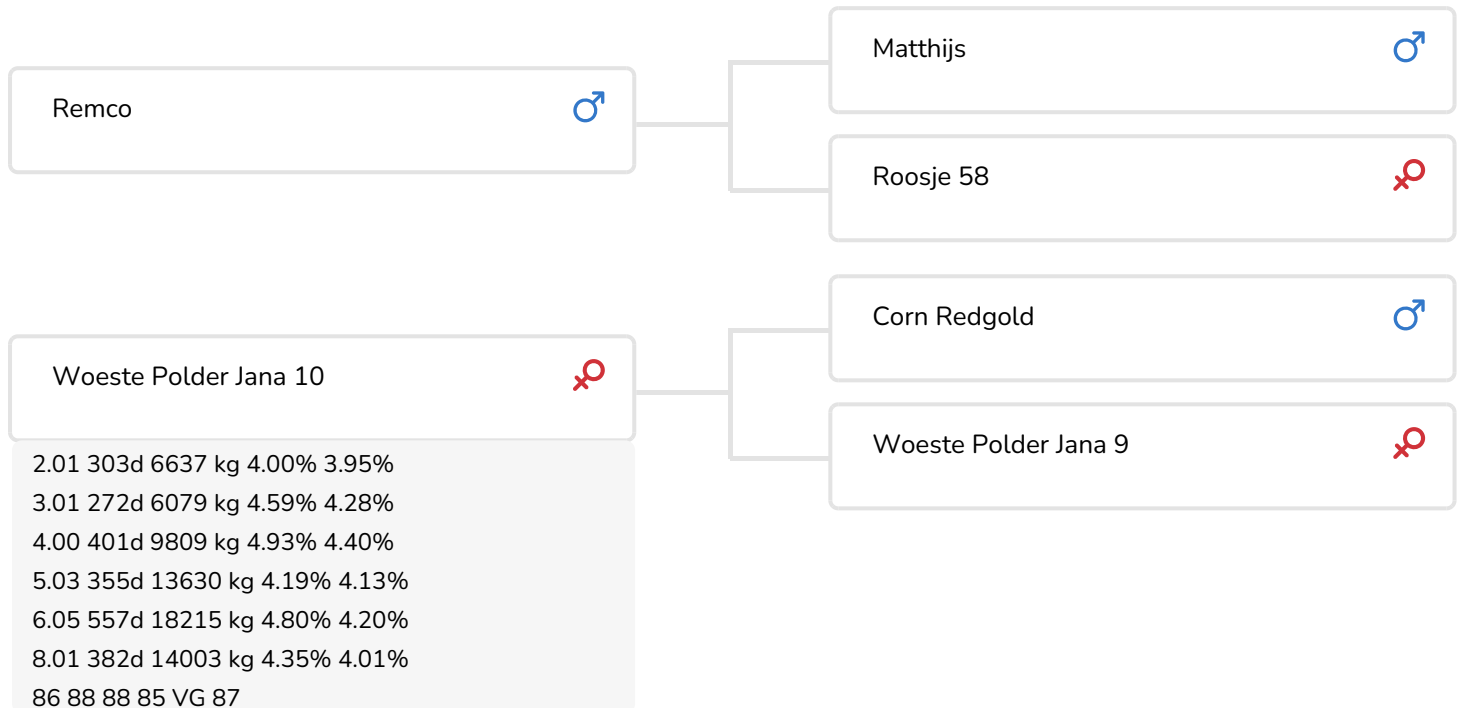 Matthijs
Remco
Roosje 58
Corn Redgold
Woeste Polder Jana 10
Woeste Polder Jana 9
2.01 303d 6637 kg 4.00% 3.95%
3.01 272d 6079 kg 4.59% 4.28%
4.00 401d 9809 kg 4.93% 4.40%
5.03 355d 13630 kg 4.19% 4.13%
6.05 557d 18215 kg 4.80% 4.20%
8.01 382d 14003 kg 4.35% 4.01%
86 88 88 85 VG 87